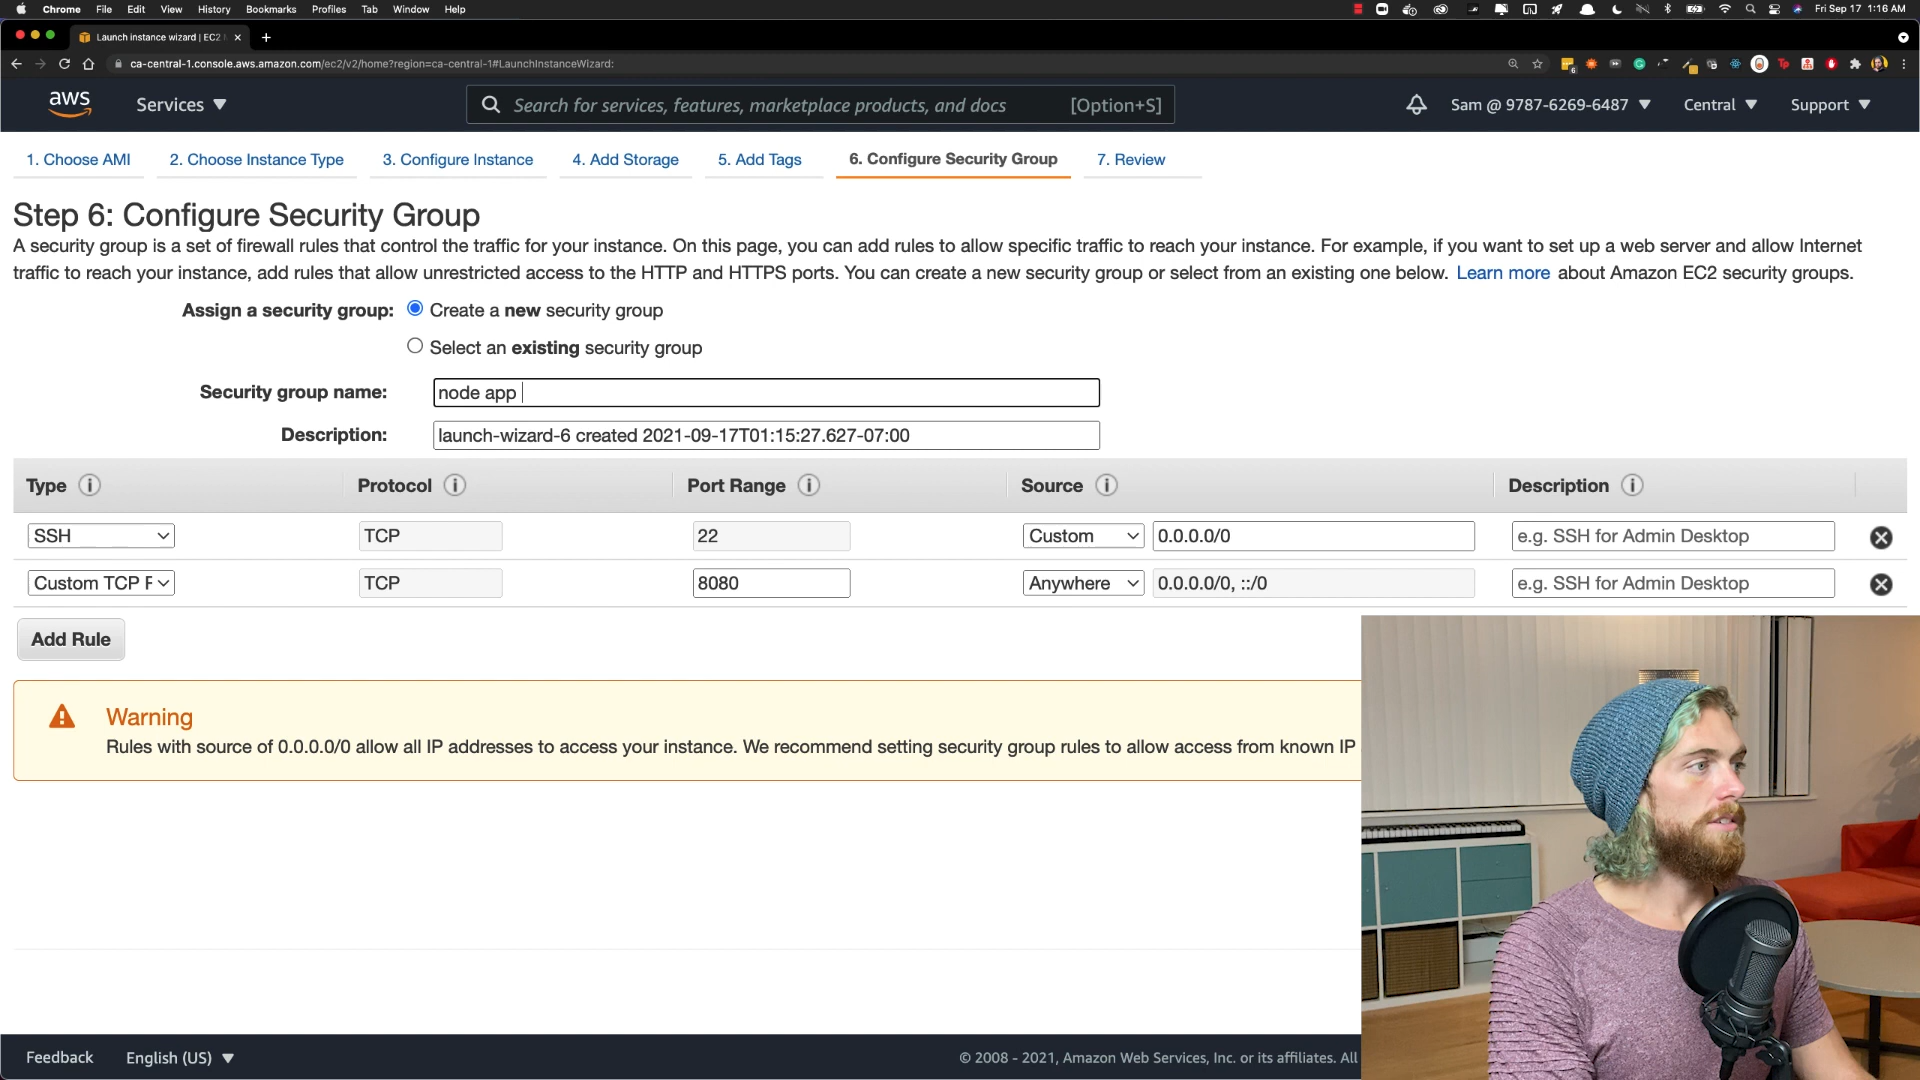 Chrome File Edit View History Bookmarks Profiles Tab Window Help Fri Sep 17 1:16 AM
Launch instance wizard | EC2
ca-central-1.console.aws.amazon.com/ec2/v2/home?region=ca-central-1#LaunchInstanceWizard:
aws Services Search for services, features, marketplace products, and docs [Option+S] Sam @ 9787-6269-6487 Central Support
1. Choose AMI 2. Choose Instance Type 3. Configure Instance 4. Add Storage 5. Add Tags 6. Configure Security Group 7. Review
Step 6: Configure Security Group
A security group is a set of firewall rules that control the traffic for your instance. On this page, you can add rules to allow specific traffic to reach your instance. For example, if you want to set up a web server and allow Internet
traffic to reach your instance, add rules that allow unrestricted access to the HTTP and HTTPS ports. You can create a new security group or select from an existing one below. Learn more about Amazon EC2 security groups.
Assign a security group: Create a new security group
Select an existing security group
Security group name: node app
Description: launch-wizard-6 created 2021-09-17T01:15:27.627-07:00
Type i Protocol i Port Range i Source i Description i
SSH TCP 22 Custom 0.0.0.0/0 e.g. SSH for Admin Desktop
Custom TCP F TCP 8080 Anywhere 0.0.0.0/0, ::/0 e.g. SSH for Admin Desktop
Add Rule
Warning
Rules with source of 0.0.0.0/0 allow all IP addresses to access your instance. We recommend setting security group rules to allow access from known IP
Feedback English (US) © 2008 - 2021, Amazon Web Services, Inc. or its affiliates. All